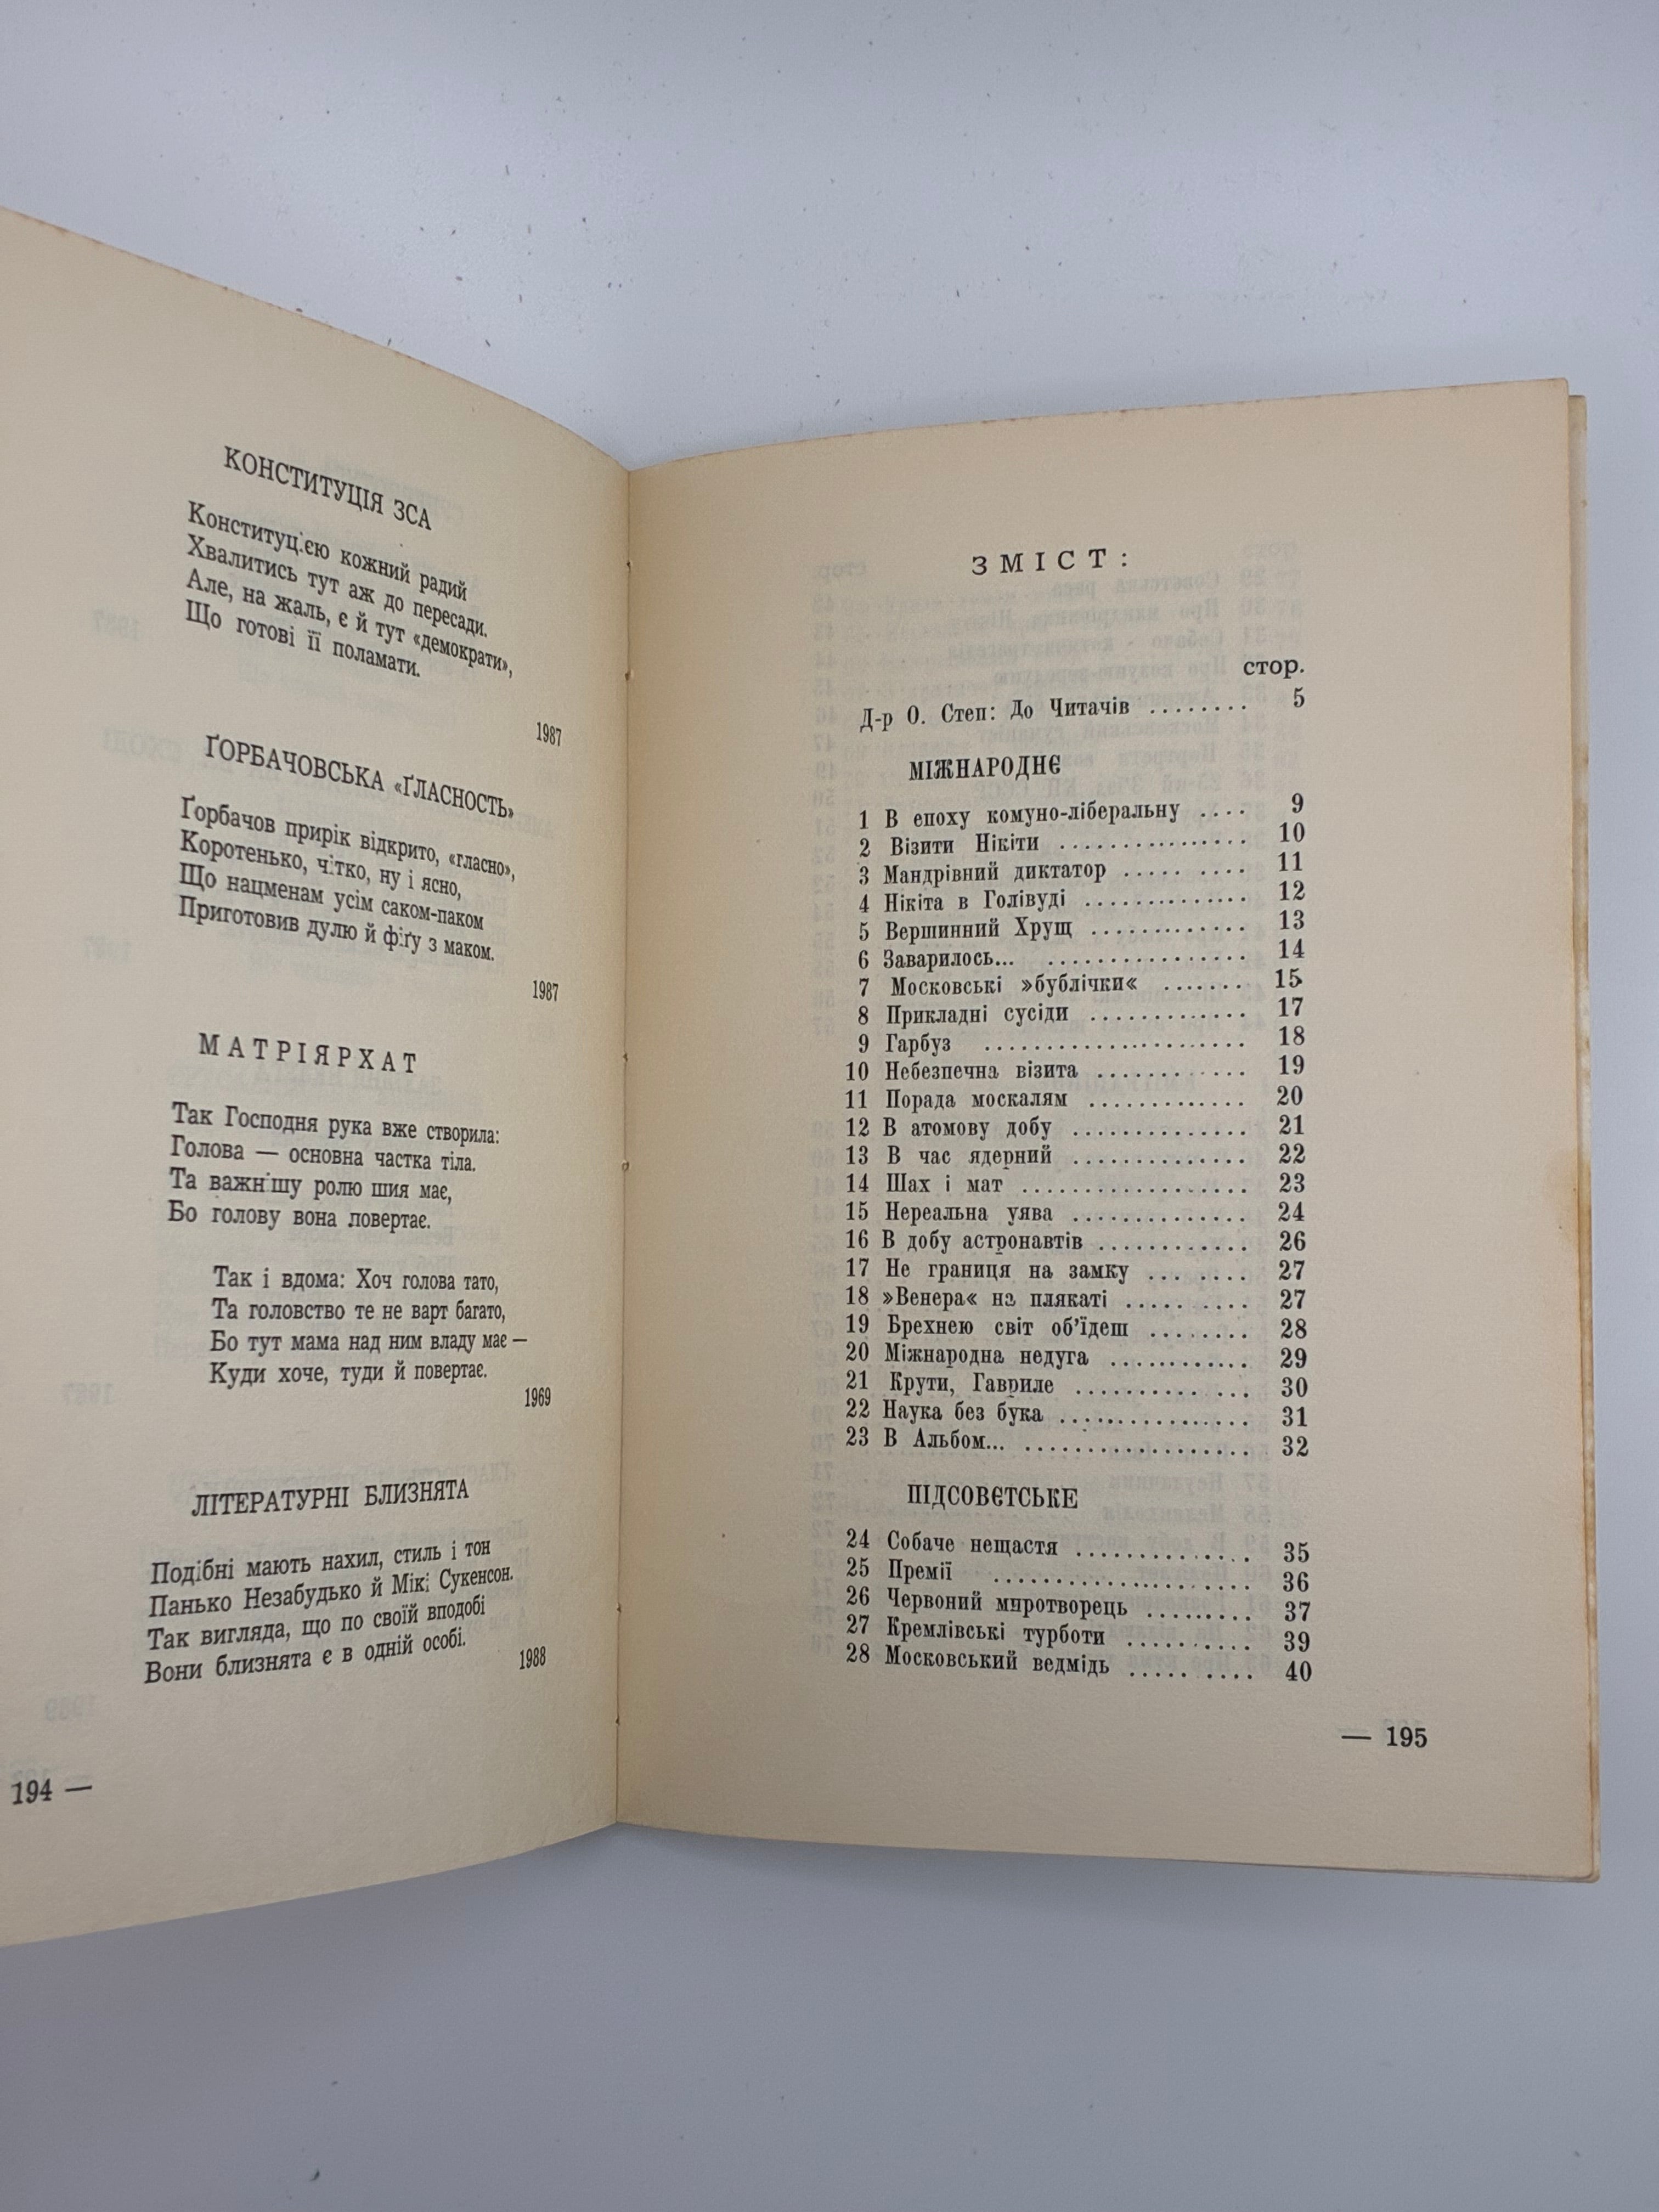 КОНСТИТУЦІЯ ЗСА
Конституцією кожний радий
Хвалитись тут аж до пересади.
Але, на жаль, є й тут «демократи»,
Що готові її поламати.
1987
ҐОРБАЧОВСЬКА «ҐЛАСНОСТЬ»
Ґорбачов прирік відкрито, «гласно»,
Коротенько, чітко, ну і ясно,
Що нацменам усім саком-паком
Приготовив дулю й фіґу з маком.
1987
МАТРІЯРХАТ
Так Господня рука вже створила:
Голова — основна частка тіла.
Та важнішу ролю шия має,
Бо голову вона ловертає.
Так і вдома: Хоч голова тато,
Та головство те не варт багато,
Бо тут мама над ним владу має —
Куди хоче, туди й повертає.
1969
ЛІТЕРАТУРНІ БЛИЗНЯТА
Подібні мають нахил, стиль і тон
Панько Незабудько й Мікі Сукенсон.
Так вигляда, що по своїй вподобі
Вони близнята є в одній особі.
1988
194 —
ЗМІСТ:
стор.
Д-р О. Степ: До Читачів ........ 5
МІЖНАРОДНЄ
1 В епоху комуно-ліберальну .... 9
2 Візити Нікіти ................ 10
3 Мандрівний диктатор ..... .... 11
4 Нікіта в Голівуді .............. 12
5 Вершинний Хрущ ............. 13
6 Заварилось... ................ 14
7 Московські »бублічки« ....... 15
8 Прикладні сусіди ............. 17
9 Гарбуз ....................... 18
10 Небезпечна візита ............ 19
11 Порада москалям ............. 20
12 В атомову добу .............. 21
13 В час ядерний .............. 22
14 Шах і мат .................. 23
15 Нереальна уява .............. 24
16 В добу астронавтів ............ 26
17 Не границя на замку ... .... 27
18 »Венера« на плякаті ..... .... 27
19 Брехнею світ об'їдеш ........ 28
20 Міжнародна недуга ............ 29
21 Крути, Гавриле .......... ... 30
22 Наука без бука ................ 31
23 В Альбом... .................. 32
ПІДСОВЄТСЬКЕ
24 Собаче нещастя .............. 35
25 Премії ..................... 36
26 Червоний миротворець ......... 37
27 Кремлівські турботи .......... 39
28 Московський ведмідь ..... .... 40
— 195